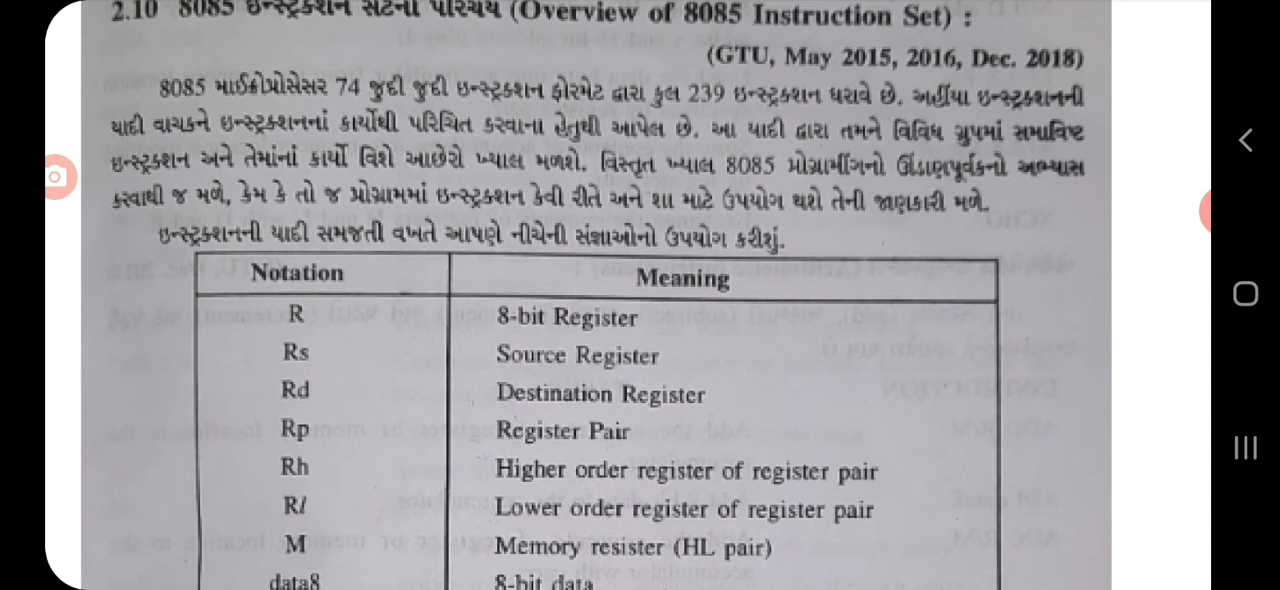 2.10 8085 ઇન્સ્ટ્રક્શન સેટનો પરિચય (Overview of 8085 Instruction Set) :
(GTU, May 2015, 2016, Dec. 2018)
8085 માઈક્રોપ્રોસેસર 74 જુદી જુદી ઇન્સ્ટ્રક્શન ફોરમેટ દ્વારા કુલ 239 ઇન્સ્ટ્રક્શન ધરાવે છે. અહીંયા ઇન્સ્ટ્રક્શનની
યાદી વાચકને ઇન્સ્ટ્રક્શનનાં કાર્યોથી પરિચિત કરવાના હેતુથી આપેલ છે. આ યાદી દ્વારા તમને વિવિધ ગ્રુપમાં સમાવિષ્ટ
ઇન્સ્ટ્રક્શન અને તેમાંનાં કાર્યો વિશે આછેરો ખ્યાલ મળશે. વિસ્તૃત ખ્યાલ 8085 પ્રોગ્રામીંગનો ઊંડાણપૂર્વકનો અભ્યાસ
કરવાથી જ મળે, કેમ કે તો જ પ્રોગ્રામમાં ઇન્સ્ટ્રક્શન કેવી રીતે અને શા માટે ઉપયોગ થશે તેની જાણકારી મળે.
ઇન્સ્ટ્રક્શનની યાદી સમજતી વખતે આપણે નીચેની સંજ્ઞાઓનો ઉપયોગ કરીશું.
Notation Meaning
R 8-bit Register
Rs Source Register
Rd Destination Register
Rp Register Pair
Rh Higher order register of register pair
Rl Lower order register of register pair
M Memory resister (HL pair)
data8 8-bit data